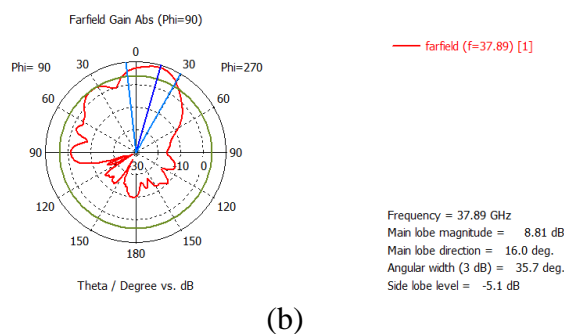 Farfield Gain Abs (Phi=90)
farfield (f=37.89) [1]
0
Phi= 90 30 30 Phi=270
60 60
90 -30 -10 0 90
120 120
150 150
180
Theta / Degree vs. dB
Frequency = 37.89 GHz
Main lobe magnitude = 8.81 dB
Main lobe direction = 16.0 deg.
Angular width (3 dB) = 35.7 deg.
Side lobe level = -5.1 dB
(b)